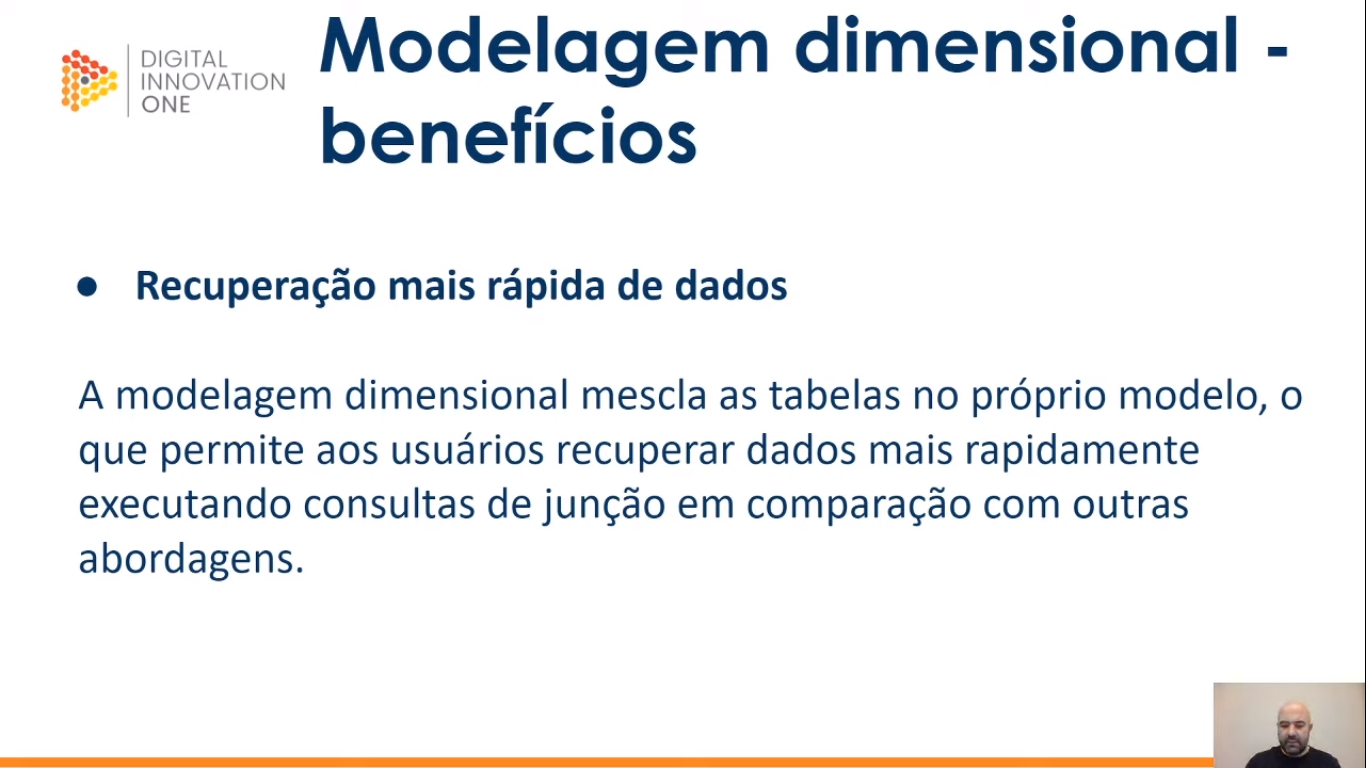 DIGITAL
INNOVATION
ONE
Modelagem dimensional -
benefícios
● Recuperação mais rápida de dados
A modelagem dimensional mescla as tabelas no próprio modelo, o
que permite aos usuários recuperar dados mais rapidamente
executando consultas de junção em comparação com outras
abordagens.